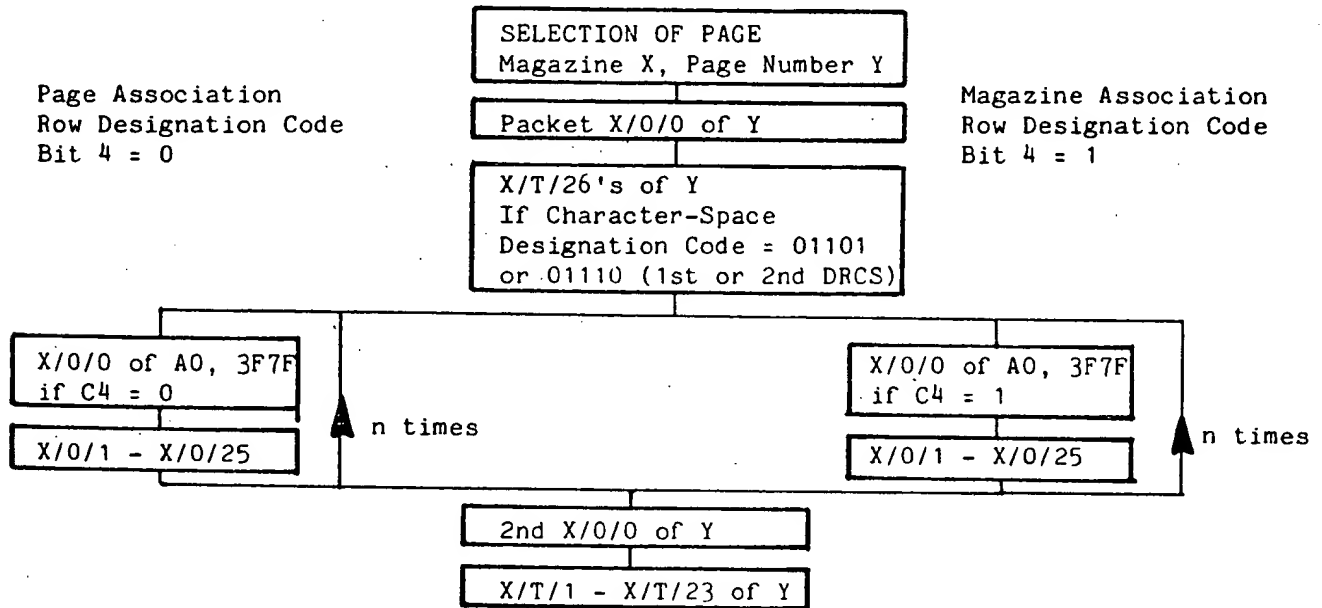 SELECTION OF PAGE
Magazine X, Page Number Y
Page Association
Row Designation Code
Bit 4 = 0
Magazine Association
Row Designation Code
Bit 4 = 1
Packet X/0/0 of Y
X/T/26's of Y
If Character-Space
Designation Code = 01101
or 01110 (1st or 2nd DRCS)
X/0/0 of A0, 3F7F
if C4 = 0
n times
X/0/1 - X/0/25
X/0/0 of A0, 3F7F
if C4 = 1
n times
X/0/1 - X/0/25
2nd X/0/0 of Y
X/T/1 - X/T/23 of Y